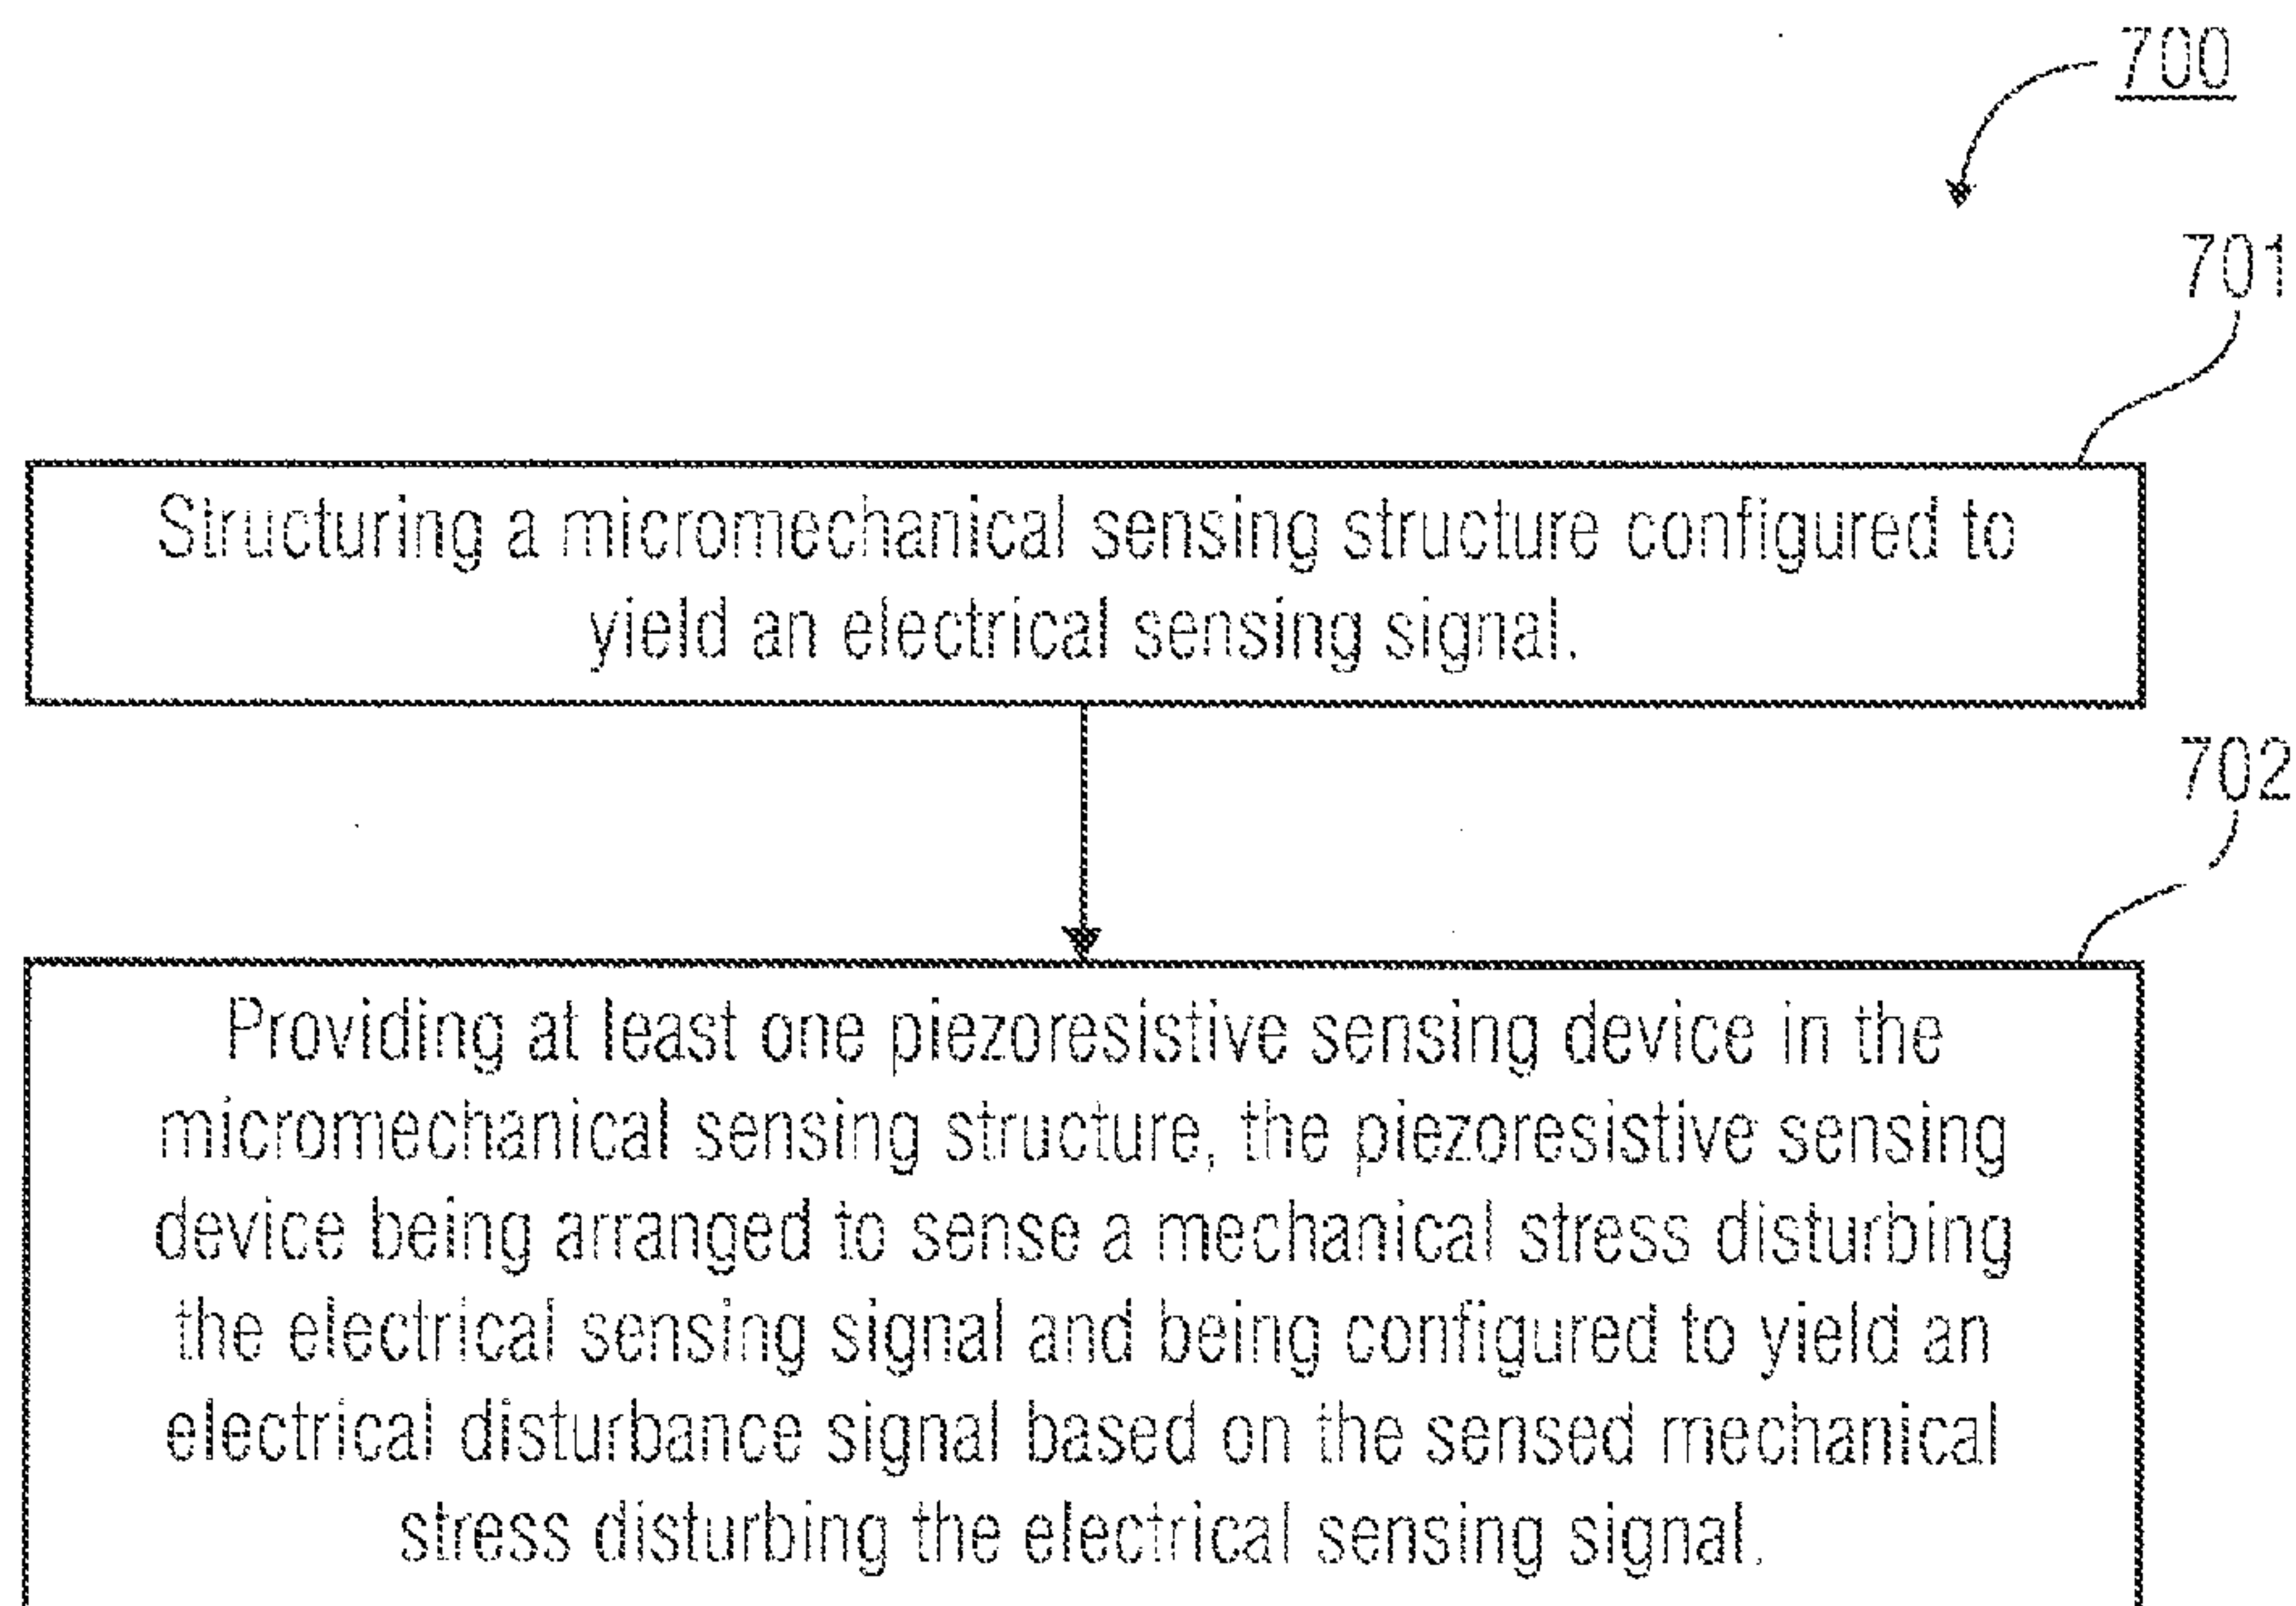 700
701
Structuring a micromechanical sensing structure configured to
yield an electrical sensing signal.
702
Providing at least one piezoresistive sensing device in the
micromechanical sensing structure, the piezoresistive sensing
device being arranged to sense a mechanical stress disturbing
the electrical sensing signal and being configured to yield an
electrical disturbance signal based on the sensed mechanical
stress disturbing the electrical sensing signal.